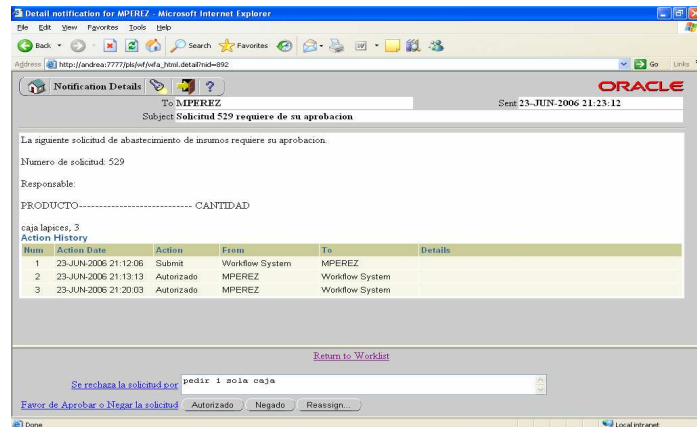 Detail notification for MPEREZ - Microsoft Internet Explorer
File Edit View Favorites Tools Help
Back Search Favorites
Address http://andrea:7777/pls/wf/wfa_html.detail?nid=892 Go Links
Notification Details ORACLE
To MPEREZ Sent 23-JUN-2006 21:23:12
Subject Solicitud 529 requiere de su aprobacion
La siguiente solicitud de abastecimiento de insumos requiere su aprobacion.
Numero de solicitud: 529
Responsable:
PRODUCTO---------------------------- CANTIDAD
caja lapices, 3
Action History
Num Action Date Action From To Details
1 23-JUN-2006 21:12:06 Submit Workflow System MPEREZ
2 23-JUN-2006 21:13:13 Autorizado MPEREZ Workflow System
3 23-JUN-2006 21:20:03 Autorizado MPEREZ Workflow System
Return to Worklist
Se rechaza la solicitud por pedir 1 sola caja
Favor de Aprobar o Negar la solicitud Autorizado Negado Reassign...
Done Local intranet